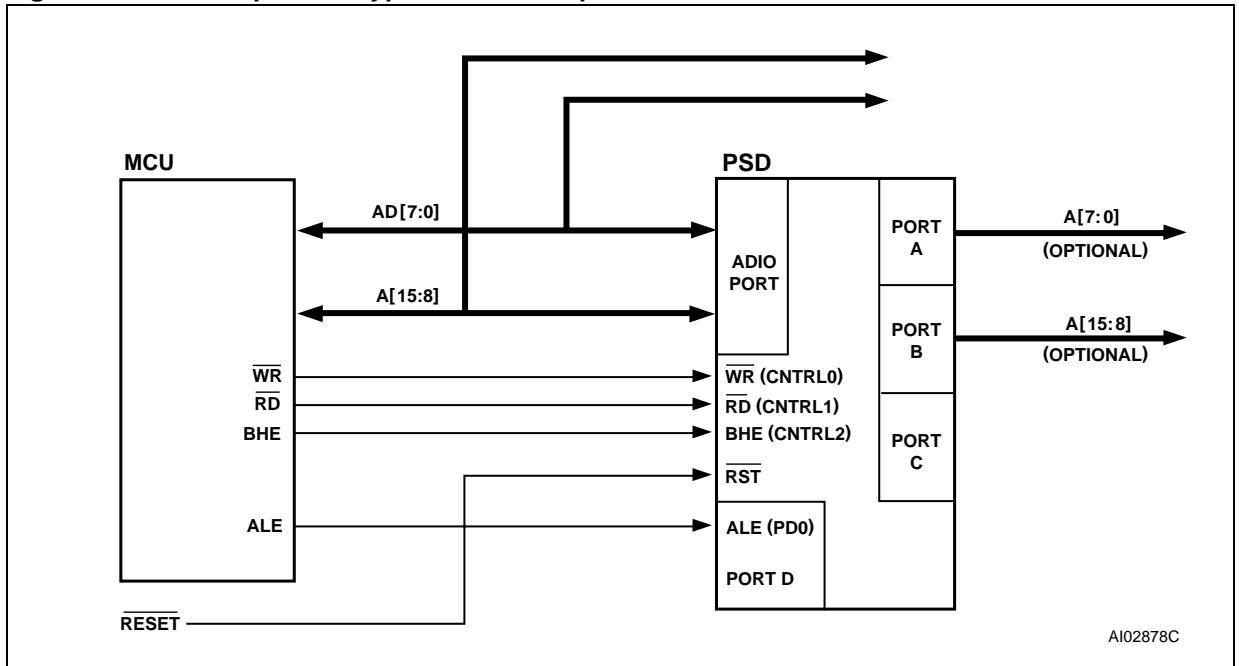 MCU
PSD
AD[7:0]
A[15:8]
ADIO
PORT
PORT
A
A[7:0]
(OPTIONAL)
PORT
B
A[15:8]
(OPTIONAL)
PORT
C
WR
RD
BHE
ALE
WR (CNTRL0)
RD (CNTRL1)
BHE (CNTRL2)
RST
ALE (PD0)
PORT D
RESET
AI02878C